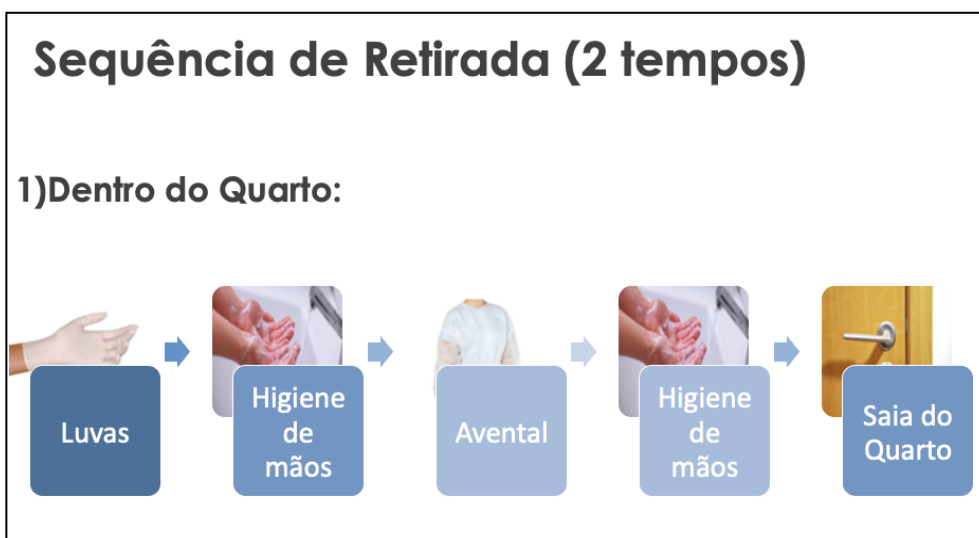 Sequência de Retirada (2 tempos)
1)Dentro do Quarto:
Luvas
Higiene
de
mãos
Avental
Higiene
de
mãos
Saia do
Quarto